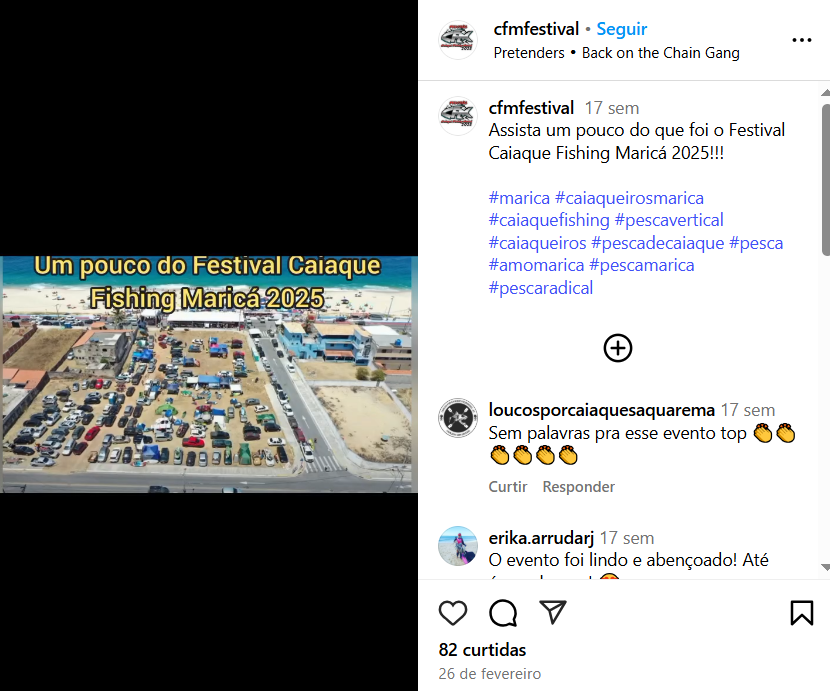 Um pouco do Festival Caiaque
Fishing Maricá 2025
cfmfestival • Seguir
Pretenders • Back on the Chain Gang
cfmfestival 17 sem
Assista um pouco do que foi o Festival
Caiaque Fishing Maricá 2025!!!
#marica #caiaqueirosmarica
#caiaquefishing #pescavertical
#caiaqueiros #pescadecaiaque #pesca
#amomarica #pescamarica
#pescaradical
loucosporcaiaquesaquarema 17 sem
Sem palavras pra esse evento top 👏👏
👏👏👏👏
Curtir Responder
erika.arrudarj 17 sem
O evento foi lindo e abençoado! Até
82 curtidas
26 de fevereiro